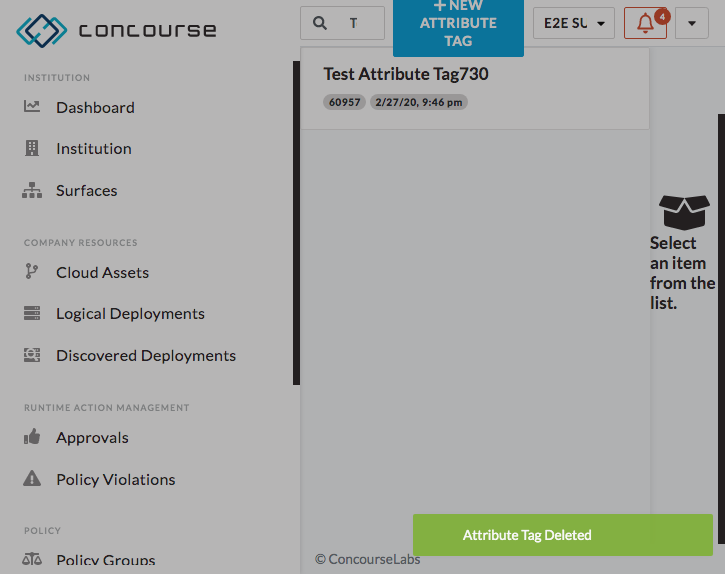 concourse
INSTITUTION
Dashboard
Institution
Surfaces
COMPANY RESOURCES
Cloud Assets
Logical Deployments
Discovered Deployments
RUNTIME ACTION MANAGEMENT
Approvals
Policy Violations
POLICY
Policy Groups
T
+ NEW
ATTRIBUTE
TAG
E2E SU
4
Test Attribute Tag730
60957 2/27/20, 9:46 pm
Select
an item
from the
list.
Attribute Tag Deleted
© ConcourseLabs